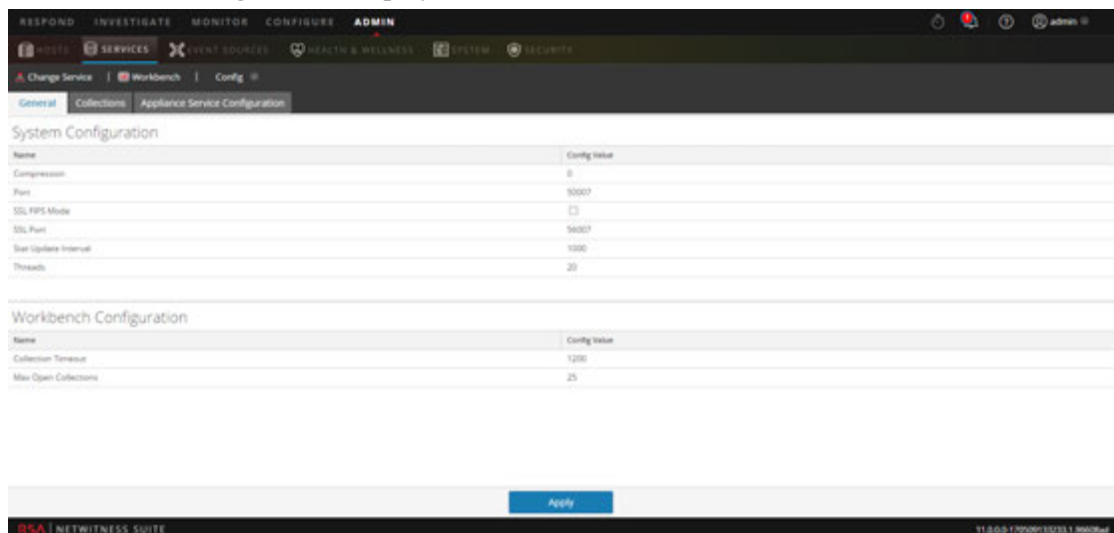 RESPOND INVESTIGATE MONITOR CONFIGURE ADMIN admin
HOSTS SERVICES EVENT SOURCES HEALTH & WELLNESS SYSTEM SECURITY
Change Service | Workbench | Config
General Collections Appliance Service Configuration
System Configuration
Name Config Value
Compression 0
Port 50007
SSL FIPS Mode
SSL Port 56007
Stat Update Interval 1000
Threads 20
Workbench Configuration
Name Config Value
Collection Timeout 1200
Max Open Collections 25
Apply
RSA | NETWITNESS SUITE